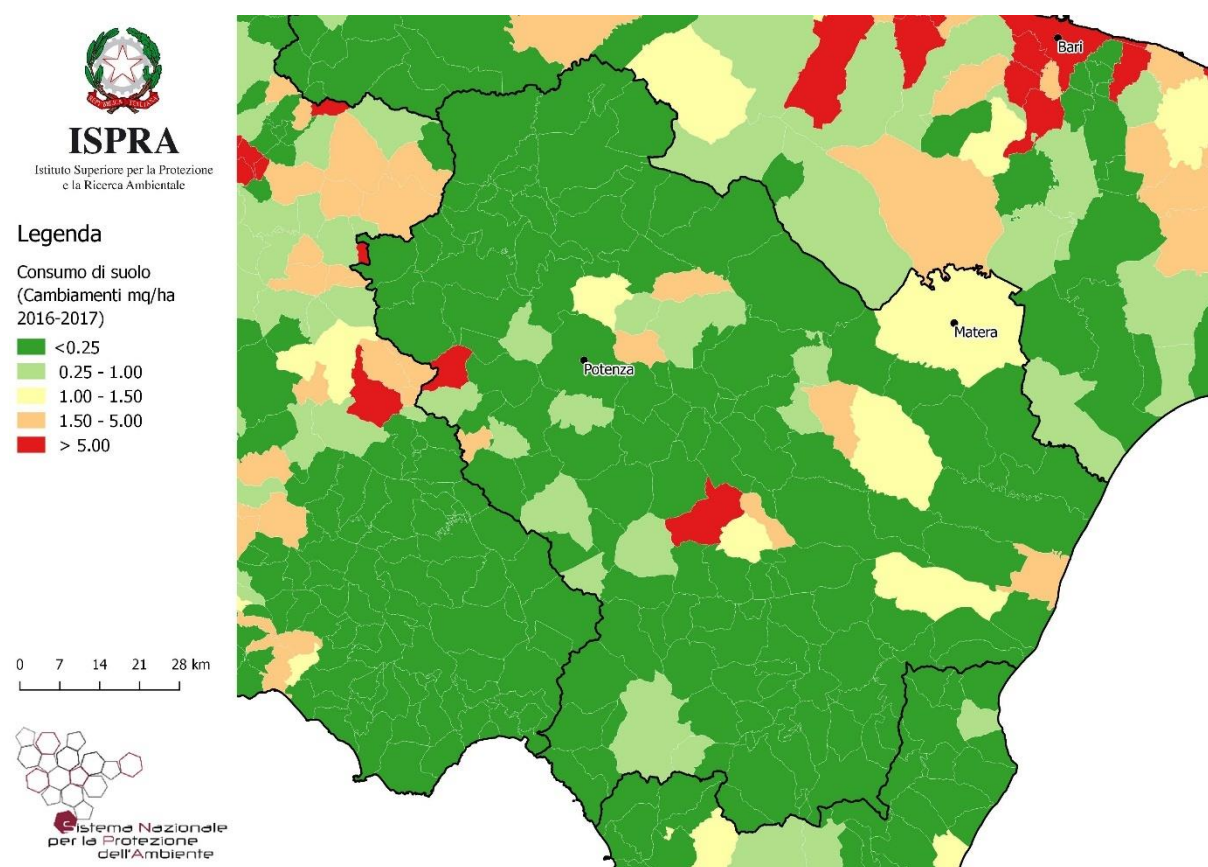 REPVBBLICA ITALIANA
ISPRA
Istituto Superiore per la Protezione
e la Ricerca Ambientale
Legenda
Consumo di suolo
(Cambiamenti mq/ha
2016-2017)
<0.25
0.25 - 1.00
1.00 - 1.50
1.50 - 5.00
> 5.00
0 7 14 21 28 km
Sistema Nazionale
per la Protezione
dell'Ambiente
Bari
Matera
Potenza